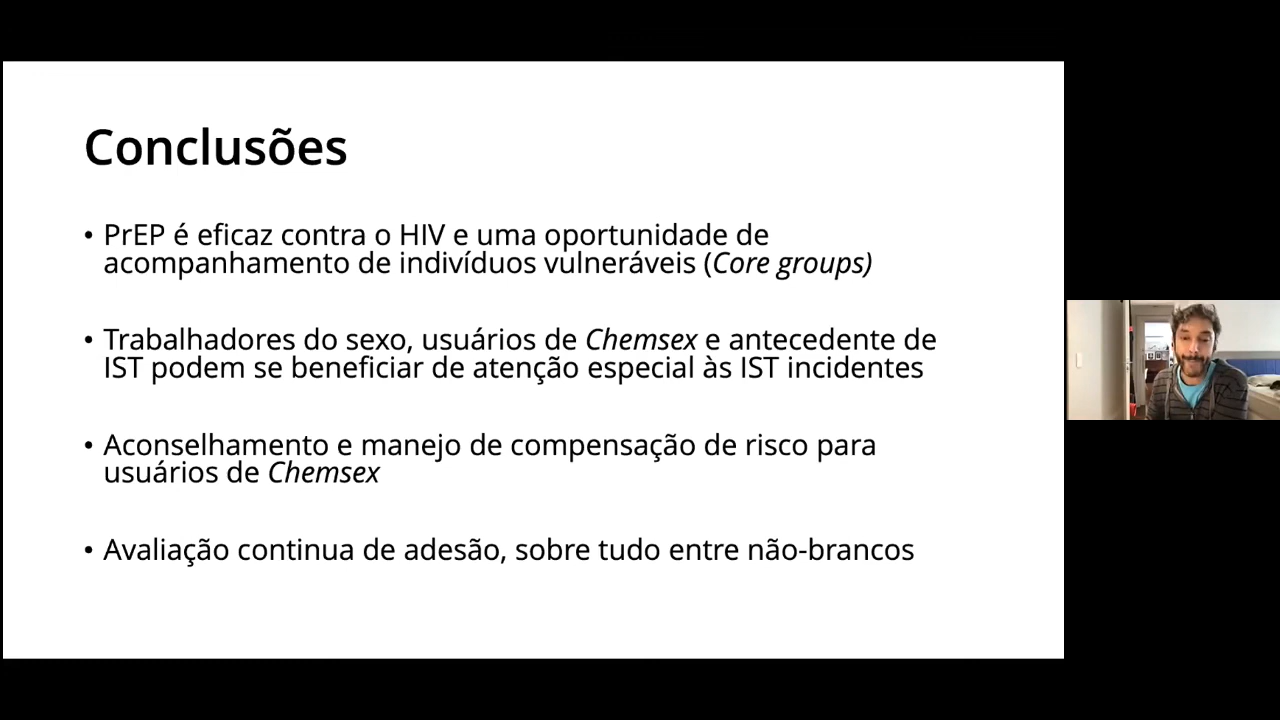 Conclusões
• PrEP é eficaz contra o HIV e uma oportunidade de
acompanhamento de indivíduos vulneráveis (Core groups)
• Trabalhadores do sexo, usuários de Chemsex e antecedente de
IST podem se beneficiar de atenção especial às IST incidentes
• Aconselhamento e manejo de compensação de risco para
usuários de Chemsex
• Avaliação continua de adesão, sobre tudo entre não-brancos